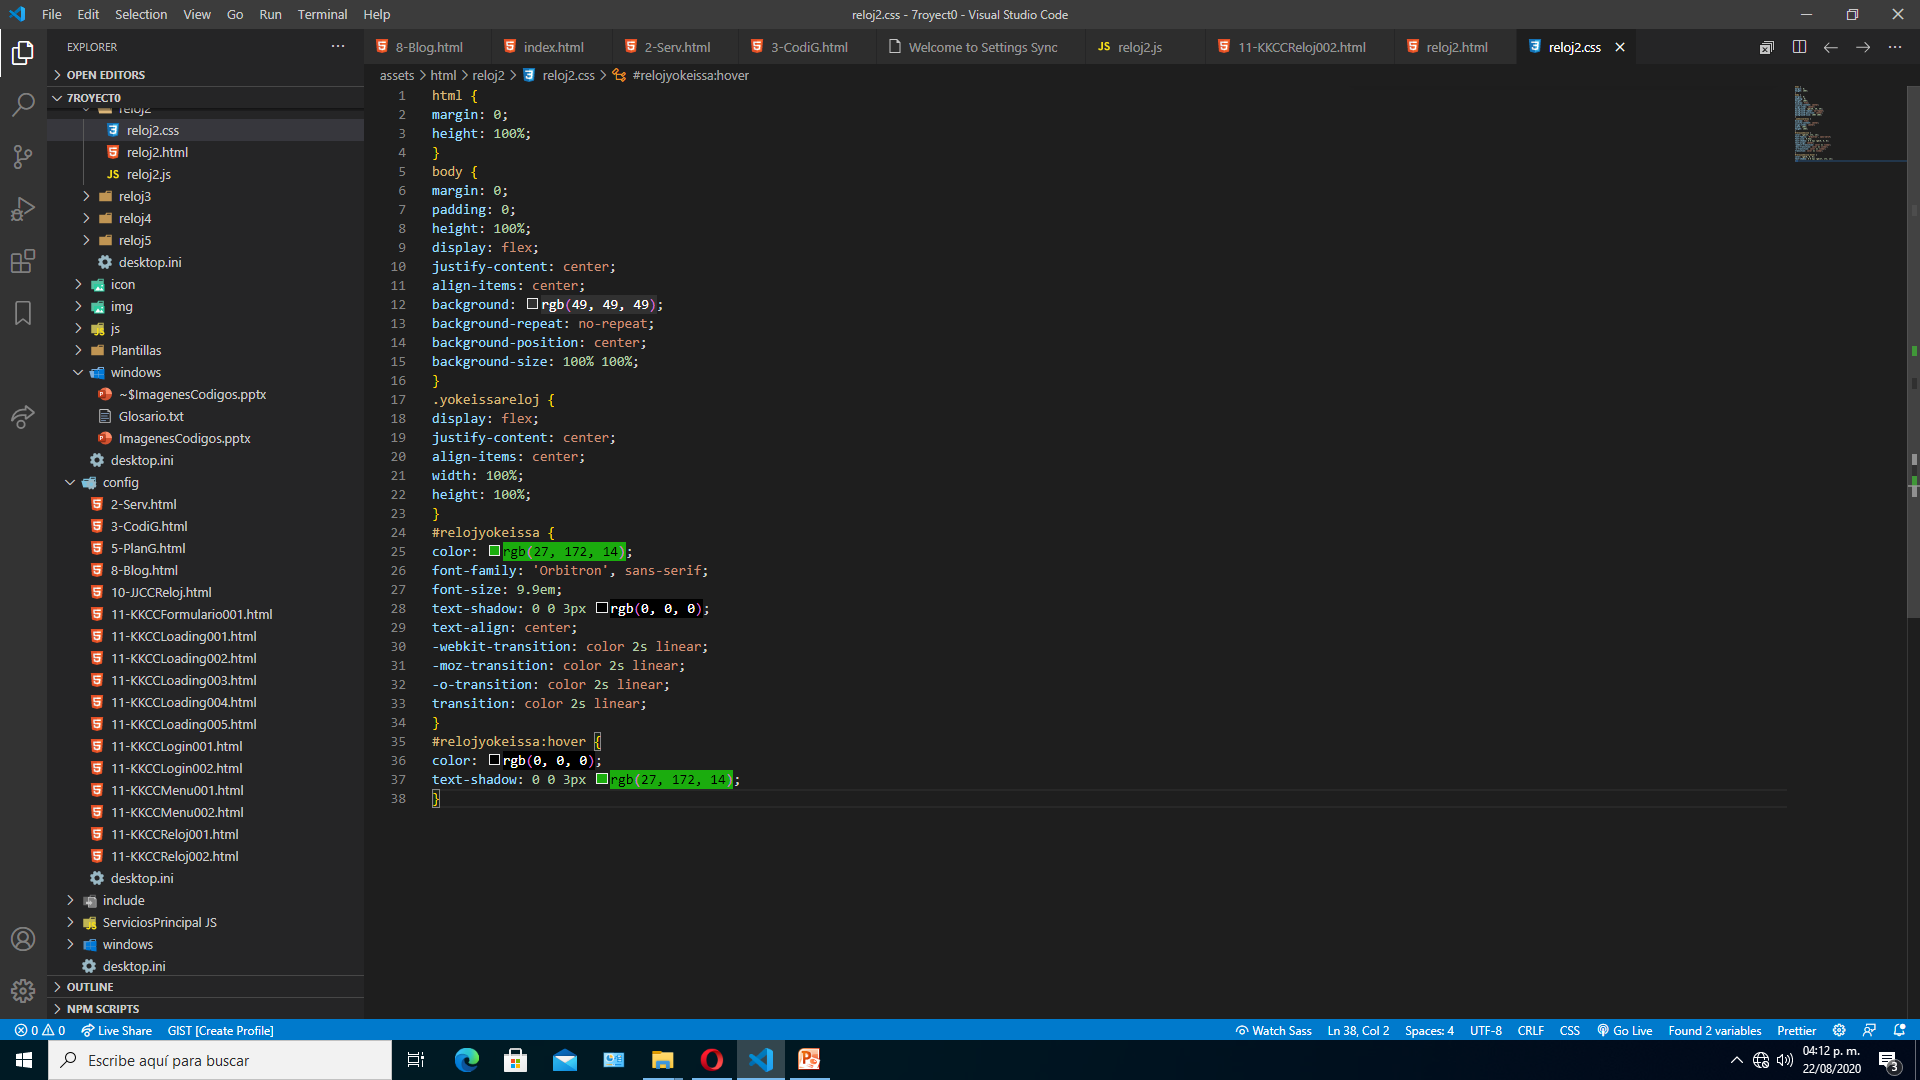 File Edit Selection View Go Run Terminal Help
reloj2.css - 7royect0 - Visual Studio Code
EXPLORER
8-Blog.html
index.html
2-Serv.html
3-CodiG.html
Welcome to Settings Sync
JS reloj2.js
11-KKCCReloj002.html
reloj2.html
reloj2.css
assets > html > reloj2 > reloj2.css > #relojyokeissa:hover
OPEN EDITORS
7ROYECT0
reloj2
reloj2.css
reloj2.html
JS reloj2.js
reloj3
reloj4
reloj5
desktop.ini
icon
img
js
Plantillas
windows
~$ImagenesCodigos.pptx
Glosario.txt
ImagenesCodigos.pptx
desktop.ini
config
2-Serv.html
3-CodiG.html
5-PlanG.html
8-Blog.html
10-JJCCReloj.html
11-KKCCFormulario001.html
11-KKCCLoading001.html
11-KKCCLoading002.html
11-KKCCLoading003.html
11-KKCCLoading004.html
11-KKCCLoading005.html
11-KKCCLogin001.html
11-KKCCLogin002.html
11-KKCCMenu001.html
11-KKCCMenu002.html
11-KKCCReloj001.html
11-KKCCReloj002.html
desktop.ini
include
ServiciosPrincipal JS
windows
desktop.ini
OUTLINE
NPM SCRIPTS
1 html {
2 margin: 0;
3 height: 100%;
4 }
5 body {
6 margin: 0;
7 padding: 0;
8 height: 100%;
9 display: flex;
10 justify-content: center;
11 align-items: center;
12 background: rgb(49, 49, 49);
13 background-repeat: no-repeat;
14 background-position: center;
15 background-size: 100% 100%;
16 }
17 .yokeissareloj {
18 display: flex;
19 justify-content: center;
20 align-items: center;
21 width: 100%;
22 height: 100%;
23 }
24 #relojyokeissa {
25 color: rgb(27, 172, 14);
26 font-family: 'Orbitron', sans-serif;
27 font-size: 9.9em;
28 text-shadow: 0 0 3px rgb(0, 0, 0);
29 text-align: center;
30 -webkit-transition: color 2s linear;
31 -moz-transition: color 2s linear;
32 -o-transition: color 2s linear;
33 transition: color 2s linear;
34 }
35 #relojyokeissa:hover {
36 color: rgb(0, 0, 0);
37 text-shadow: 0 0 3px rgb(27, 172, 14);
38 }
0 0 Live Share GIST [Create Profile]
Watch Sass Ln 38, Col 2 Spaces: 4 UTF-8 CRLF CSS Go Live Found 2 variables Prettier
Escribe aquí para buscar
04:12 p. m.
22/08/2020
3